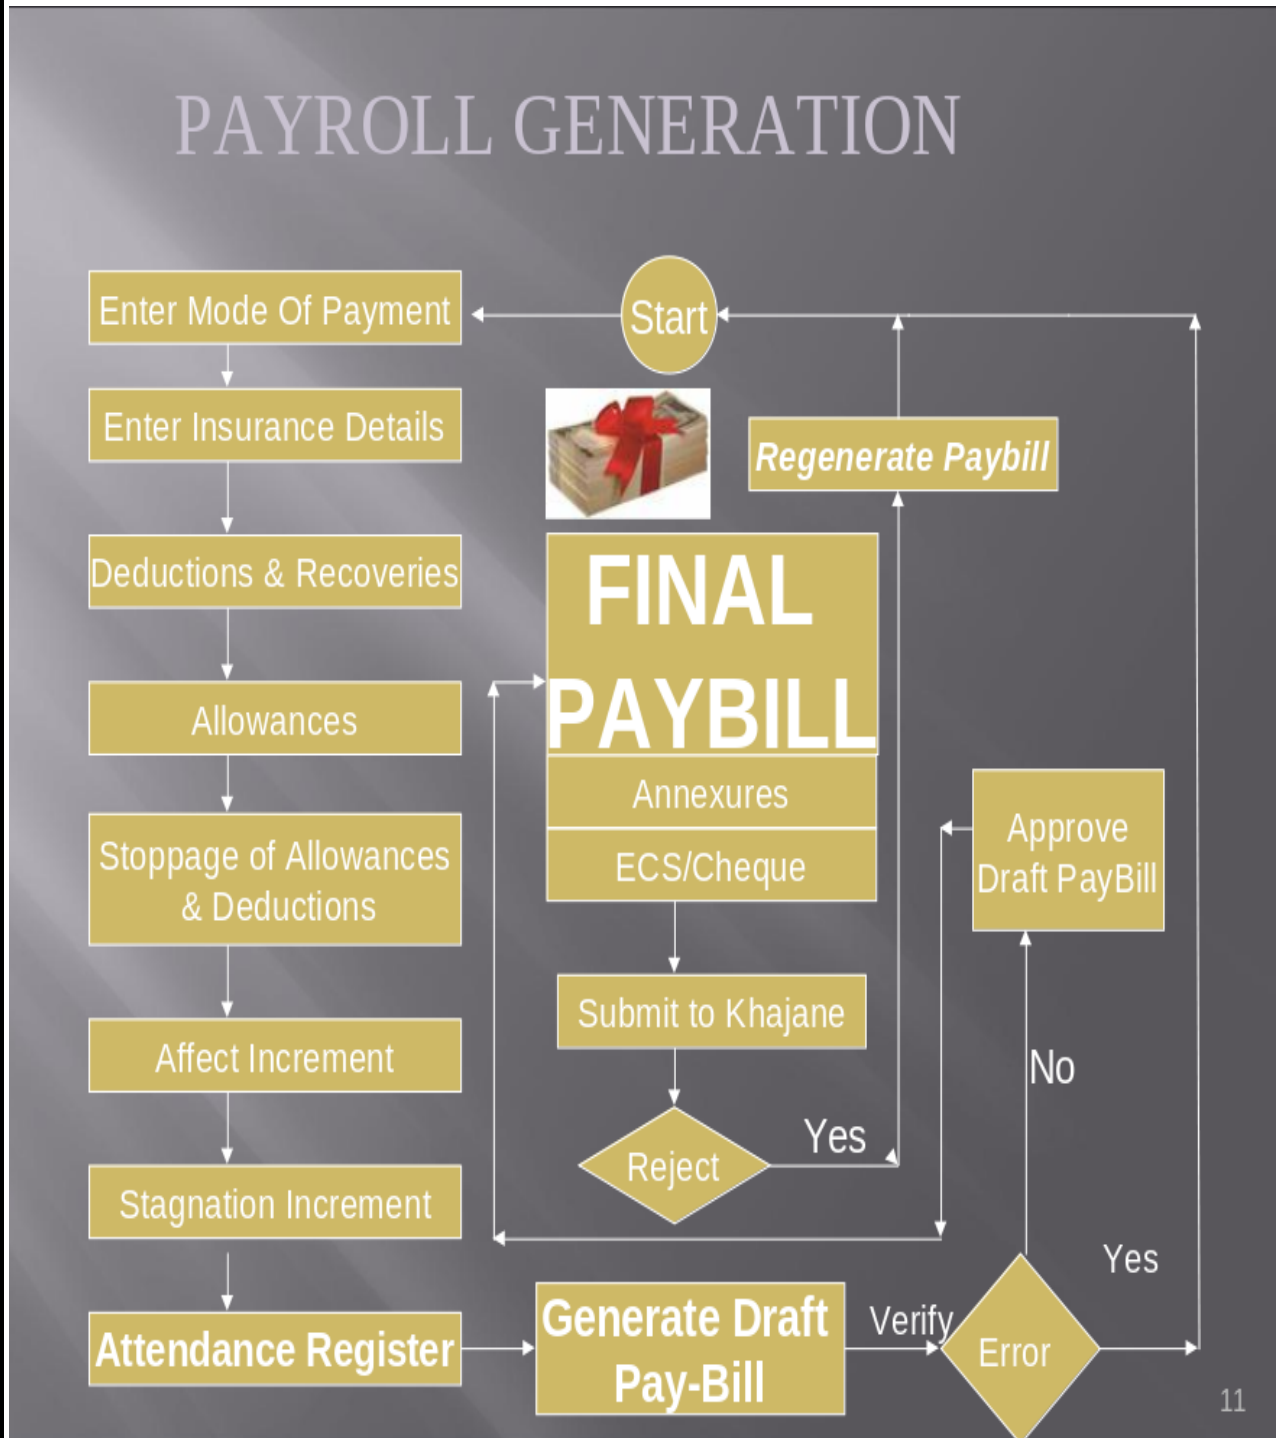 PAYROLL GENERATION
Start
Enter Mode Of Payment
Enter Insurance Details
Deductions & Recoveries
Allowances
Stoppage of Allowances
& Deductions
Affect Increment
Stagnation Increment
Attendance Register
Generate Draft
Pay-Bill
Verify
Error
Yes
No
Approve
Draft PayBill
FINAL
PAYBILL
Annexures
ECS/Cheque
Submit to Khajane
Reject
Yes
Regenerate Paybill
11